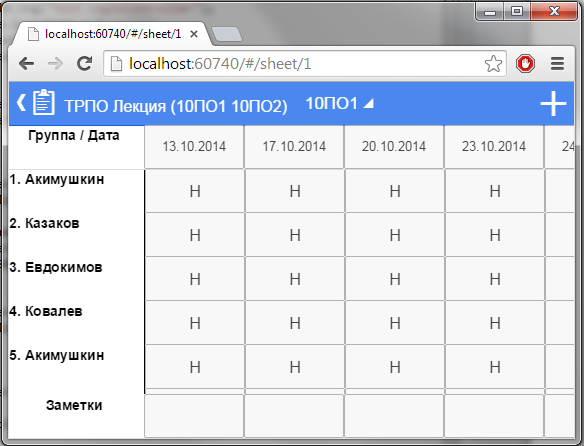 localhost:60740/#/sheet/1
localhost:60740/#/sheet/1
ТРПО Лекция (10ПО1 10ПО2) 10ПО1
Группа / Дата 13.10.2014 17.10.2014 20.10.2014 23.10.2014 24
1. Акимушкин Н Н Н Н
2. Казаков Н Н Н Н
3. Евдокимов Н Н Н Н
4. Ковалев Н Н Н Н
5. Акимушкин Н Н Н Н
Заметки